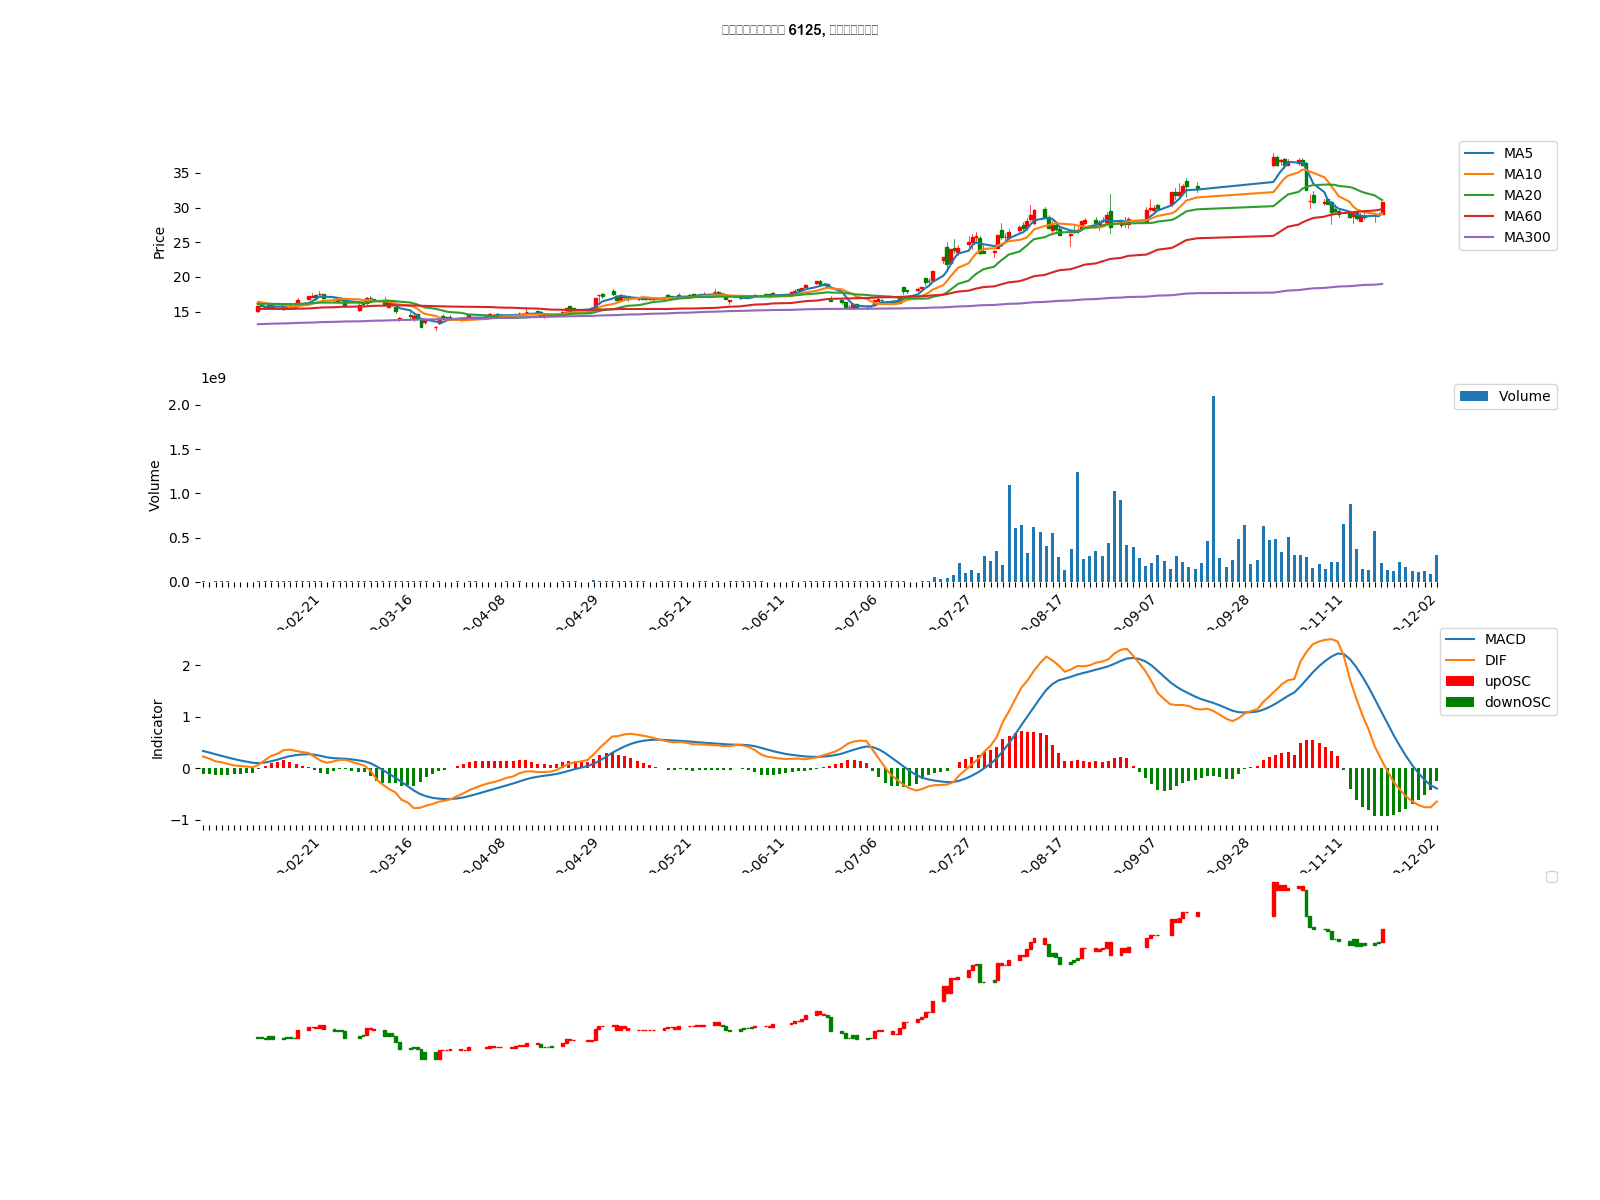 6125,
35
30
25
20
15
Price
MA5
MA10
MA20
MA60
MA300
1e9
2.0
1.5
1.0
0.5
0.0
Volume
Volume
-02-21
-03-16
-04-08
-04-29
-05-21
-06-11
-07-06
-07-27
-08-17
-09-07
-09-28
-11-11
-12-02
2
1
0
−1
Indicator
MACD
DIF
upOSC
downOSC
-02-21
-03-16
-04-08
-04-29
-05-21
-06-11
-07-06
-07-27
-08-17
-09-07
-09-28
-11-11
-12-02